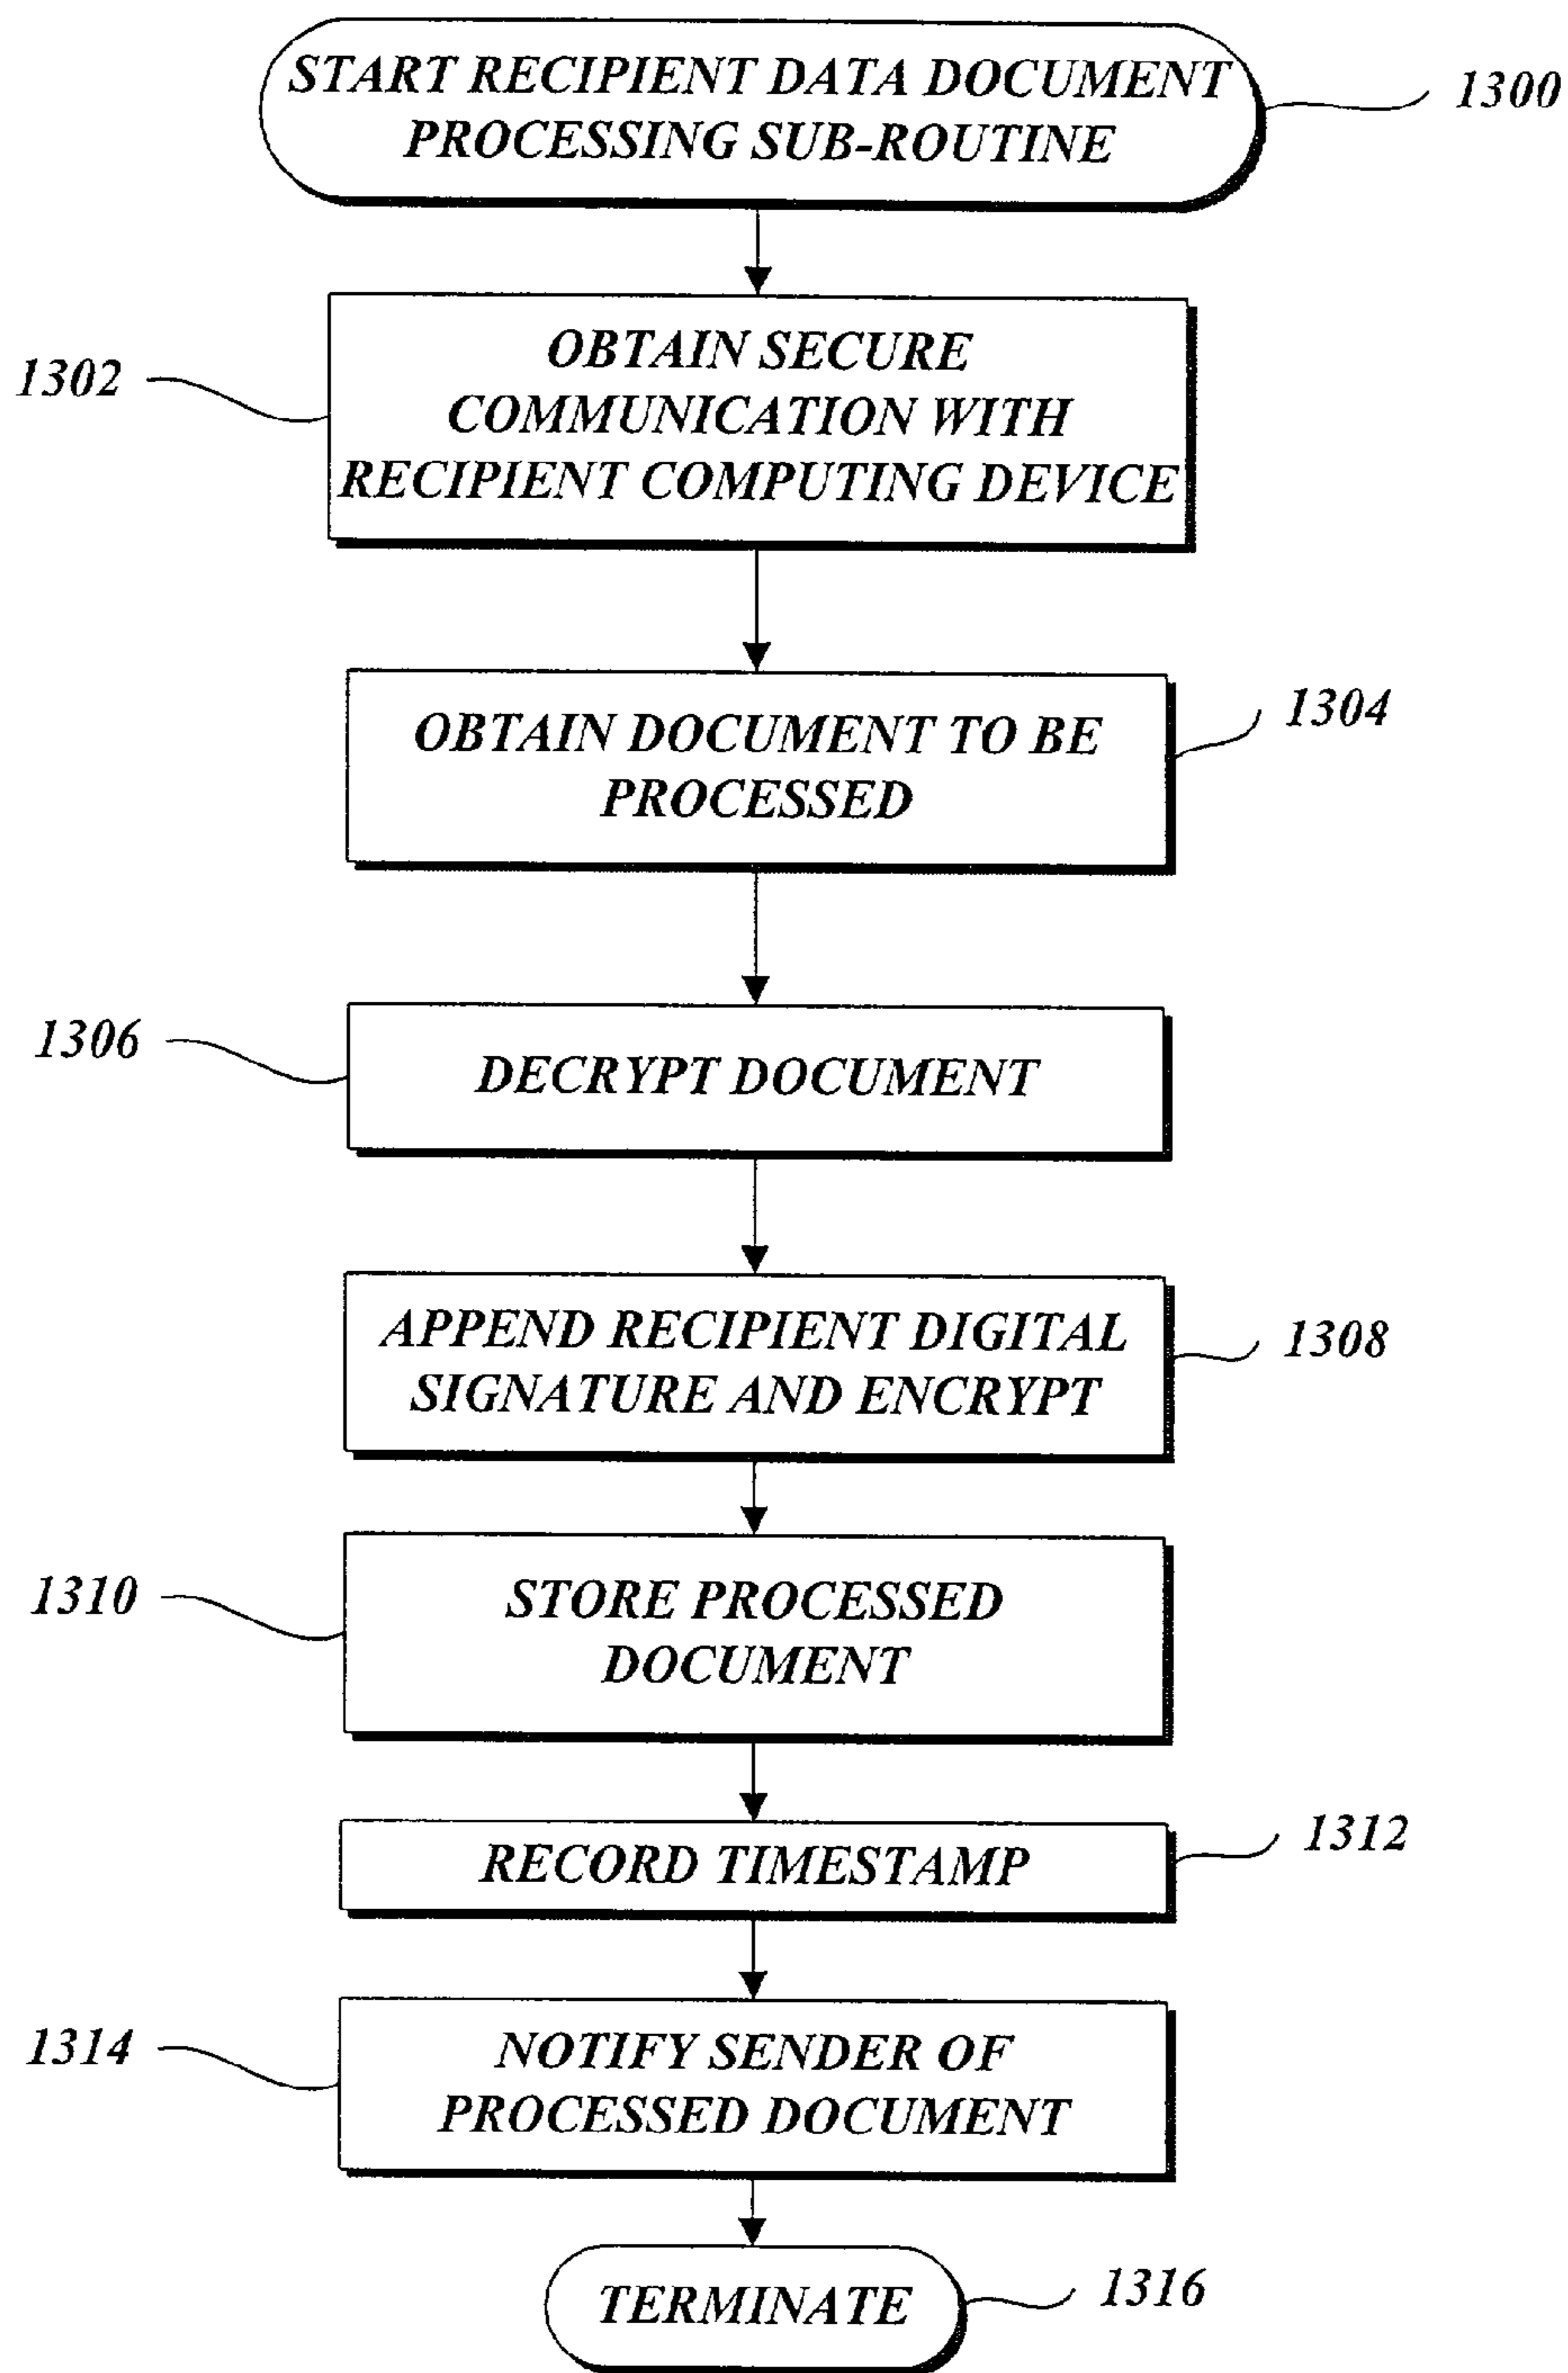 START RECIPIENT DATA DOCUMENT
PROCESSING SUB-ROUTINE
1300
1302
OBTAIN SECURE
COMMUNICATION WITH
RECIPIENT COMPUTING DEVICE
OBTAIN DOCUMENT TO BE
PROCESSED
1304
1306
DECRYPT DOCUMENT
APPEND RECIPIENT DIGITAL
SIGNATURE AND ENCRYPT
1308
1310
STORE PROCESSED
DOCUMENT
RECORD TIMESTAMP
1312
1314
NOTIFY SENDER OF
PROCESSED DOCUMENT
TERMINATE
1316